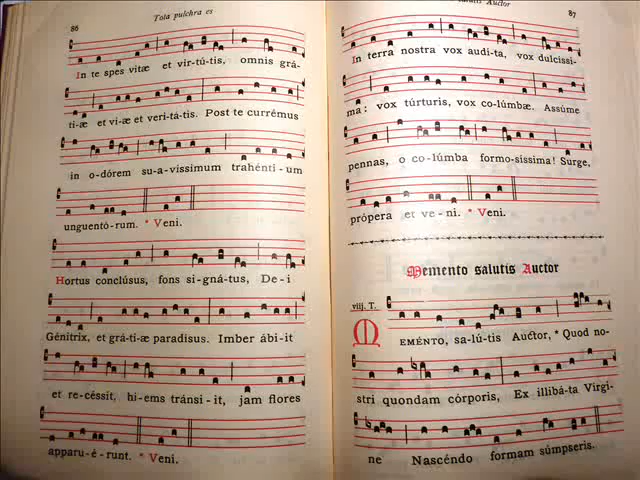 86
Tota pulchra es
In te spes vitæ et vir-tú-tis, omnis grá-
ti-æ et vi-æ et veri-tá-tis. Post te currémus
in o-dórem su-a-víssimum trahénti-um
unguentó-rum. * Veni.
Hortus conclúsus, fons si-gná-tus, De-i
Génitrix, et grá-ti-æ paradísus. Imber ábi-it
et re-céssit, hi-ems tránsi-it, jam flores
apparu-é-runt. * Veni.
salutis Auctor
87
In terra nostra vox audí-ta, vox dulcíssi-
ma: vox túrturis, vox co-lúmbæ. Assúme
pennas, o co-lúmba formo-síssima! Surge,
própera et ve-ni. * Veni.
Memento salutis Auctor
viij. T.
MEMÉNTO, sa-lú-tis Auctor, * Quod no-
stri quondam córporis, Ex illibá-ta Vírgi-
ne Nascéndo formam súmpseris.